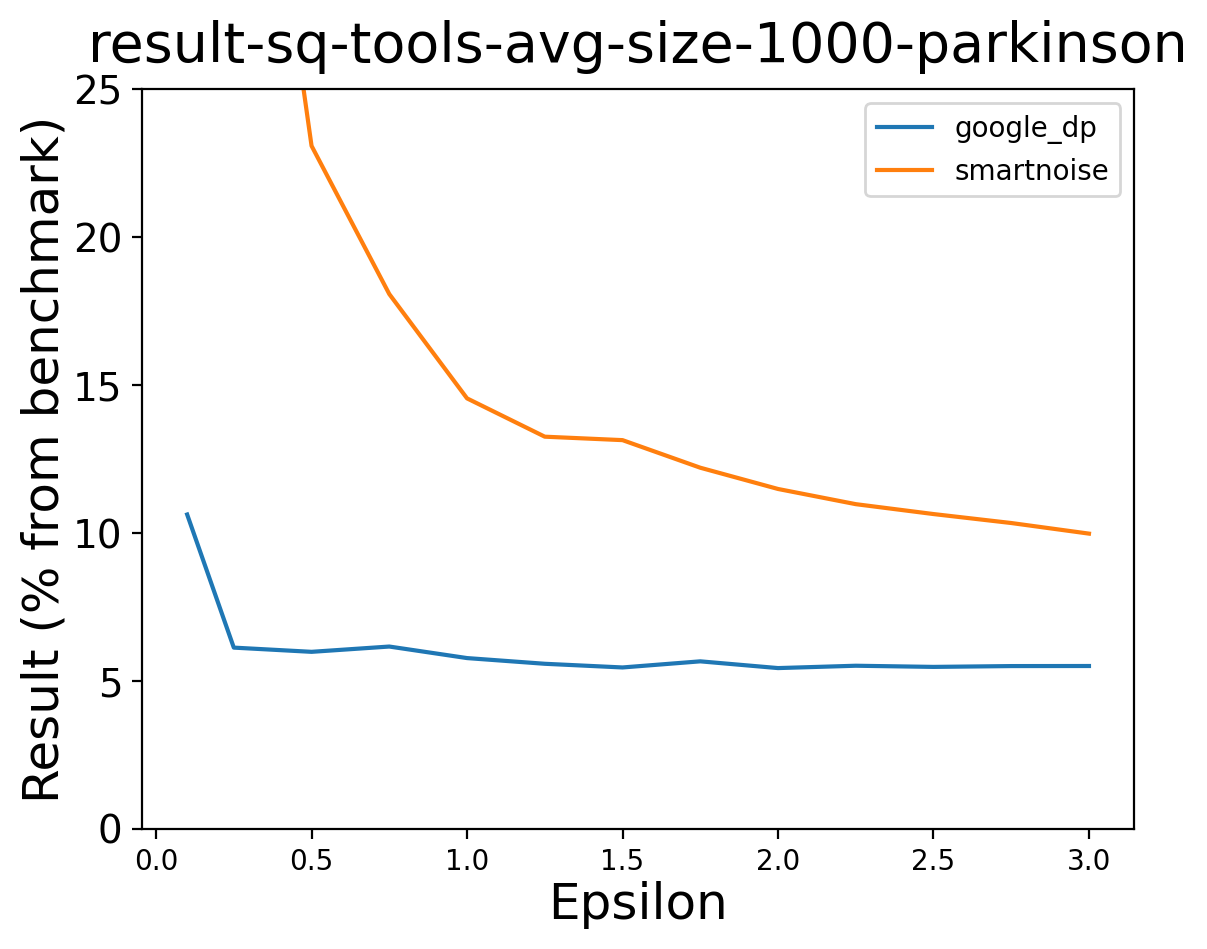 result-sq-tools-avg-size-1000-parkinson
google_dp
smartnoise
Result (% from benchmark)
25
20
15
10
5
0
0.0 0.5 1.0 1.5 2.0 2.5 3.0
Epsilon